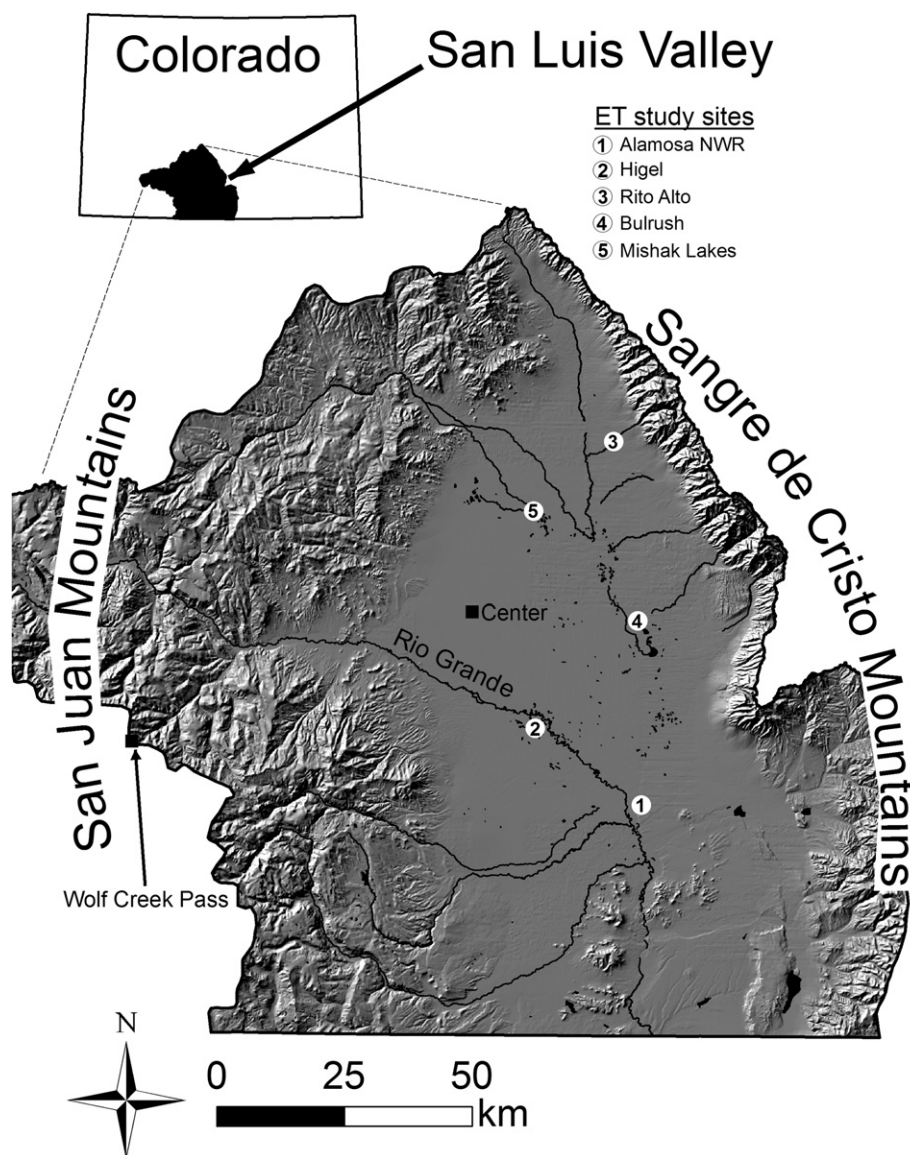 Colorado
San Luis Valley
ET study sites
1 Alamosa NWR
2 Higel
3 Rito Alto
4 Bulrush
5 Mishak Lakes
Sangre de Cristo Mountains
San Juan Mountains
3
5
4
Center
Rio Grande
2
1
Wolf Creek Pass
N
0 25 50
km